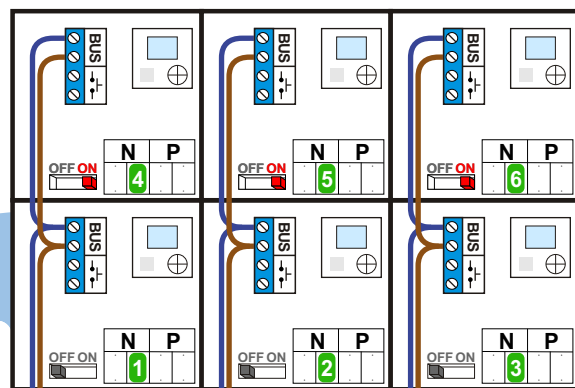 BUS BUS BUS
N P N P N P
OFF ON OFF ON OFF ON
4 5 6
BUS BUS BUS
N P N P N P
OFF ON OFF ON OFF ON
1 2 3